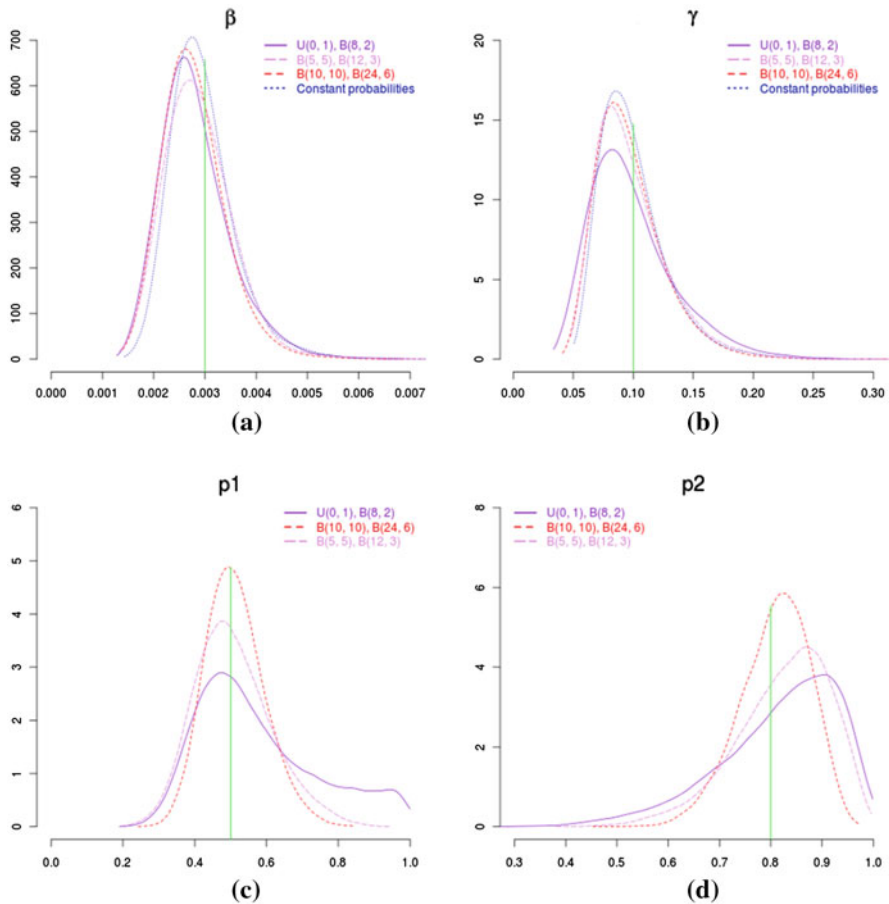 β
U(0, 1), B(8, 2)
B(5, 5), B(12, 3)
B(10, 10), B(24, 6)
Constant probabilities
700
600
500
400
300
200
100
0
0.000 0.001 0.002 0.003 0.004 0.005 0.006 0.007
(a)
γ
U(0, 1), B(8, 2)
B(5, 5), B(12, 3)
B(10, 10), B(24, 6)
Constant probabilities
20
15
10
5
0
0.00 0.05 0.10 0.15 0.20 0.25 0.30
(b)
p1
U(0, 1), B(8, 2)
B(10, 10), B(24, 6)
B(5, 5), B(12, 3)
6
5
4
3
2
1
0
0.0 0.2 0.4 0.6 0.8 1.0
(c)
p2
U(0, 1), B(8, 2)
B(10, 10), B(24, 6)
B(5, 5), B(12, 3)
8
6
4
2
0
0.3 0.4 0.5 0.6 0.7 0.8 0.9 1.0
(d)